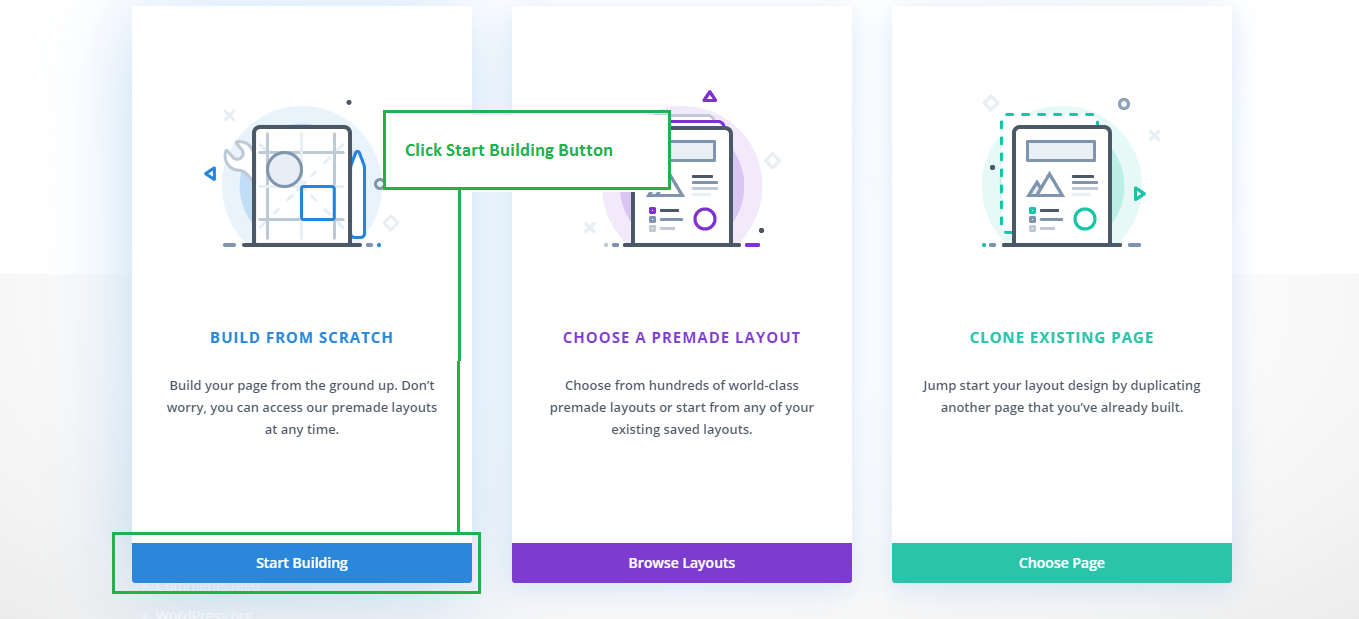 Click Start Building Button
BUILD FROM SCRATCH
Build your page from the ground up. Don’t
worry, you can access our premade layouts
at any time.
Start Building
CHOOSE A PREMADE LAYOUT
Choose from hundreds of world-class
premade layouts or start from any of your
existing saved layouts.
Browse Layouts
CLONE EXISTING PAGE
Jump start your layout design by duplicating
another page that you’ve already built.
Choose Page
Comments feed
WordPress.org